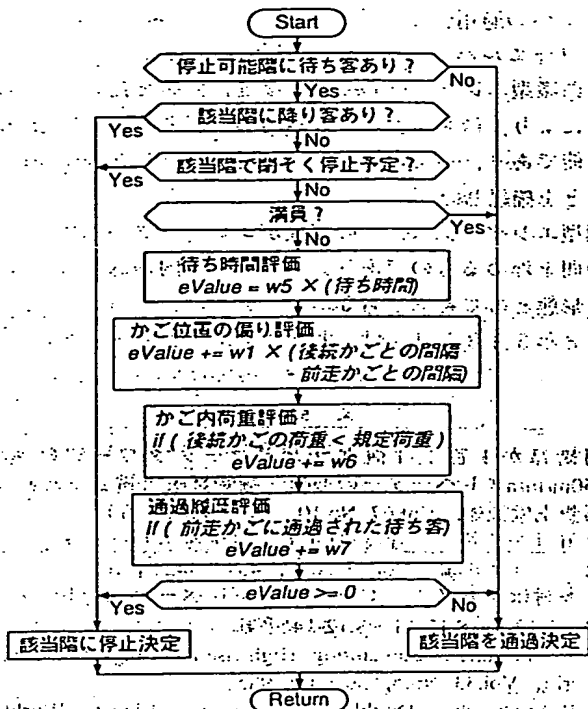 Start
停止可能階に待ち客あり?
No
Yes
該当階に降り客あり?
Yes
No
該当階で閉そく停止予定?
Yes
No
満員?
Yes
No
待ち時間評価
eValue = w5 × (待ち時間)
かご位置の偏り評価
eValue += w1 × (後続かごとの間隔
前走かごとの間隔)
かご内荷重評価
if ( 後続かごの荷重 < 規定荷重 )
eValue += w6
通過履歴評価
if ( 前走かごに通過された待ち客)
eValue += w7
eValue >= 0
Yes
No
該当階に停止決定
該当階を通過決定
Return